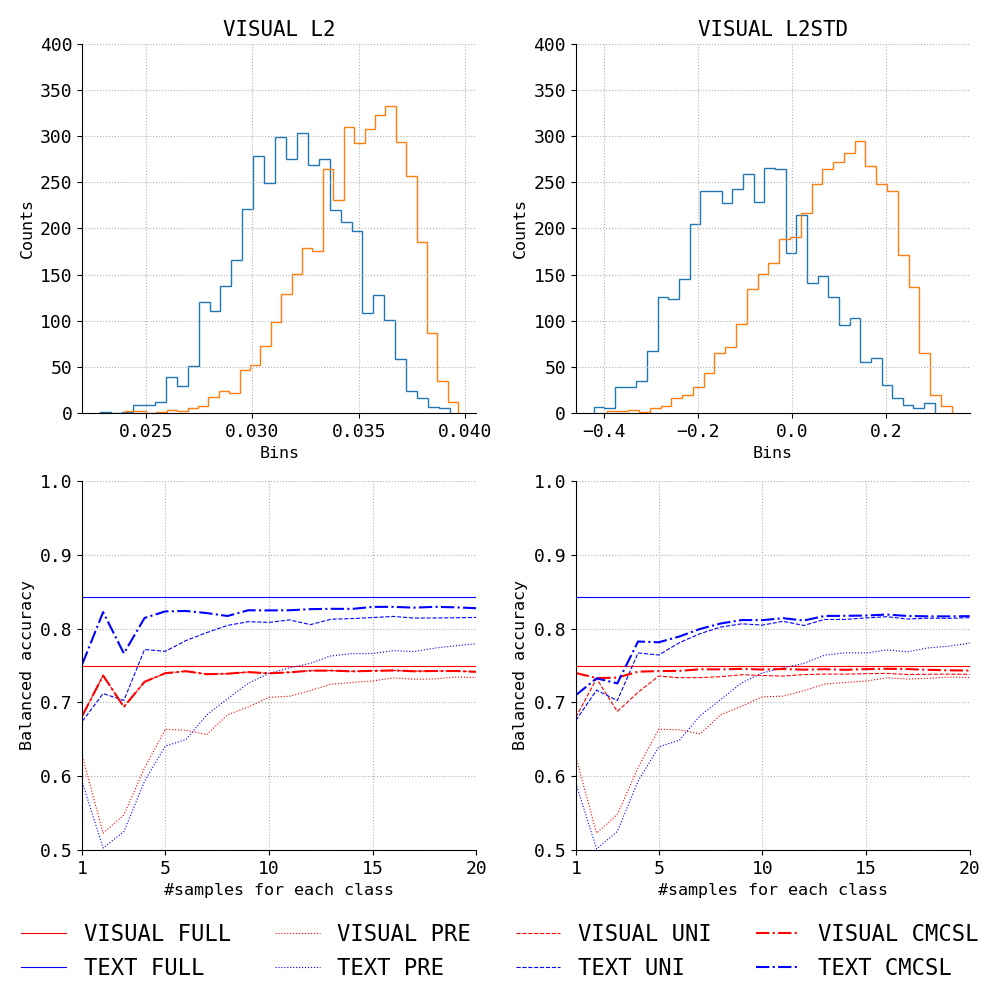 VISUAL L2
VISUAL L2STD
400
350
300
250
200
150
100
50
0
Counts
0.025 0.030 0.035 0.040
Bins
400
350
300
250
200
150
100
50
0
Counts
−0.4 −0.2 0.0 0.2
Bins
1.0
0.9
0.8
0.7
0.6
0.5
Balanced accuracy
1 5 10 15 20
#samples for each class
1.0
0.9
0.8
0.7
0.6
0.5
Balanced accuracy
1 5 10 15 20
#samples for each class
VISUAL FULL VISUAL PRE VISUAL UNI VISUAL CMCSL
TEXT FULL TEXT PRE TEXT UNI TEXT CMCSL